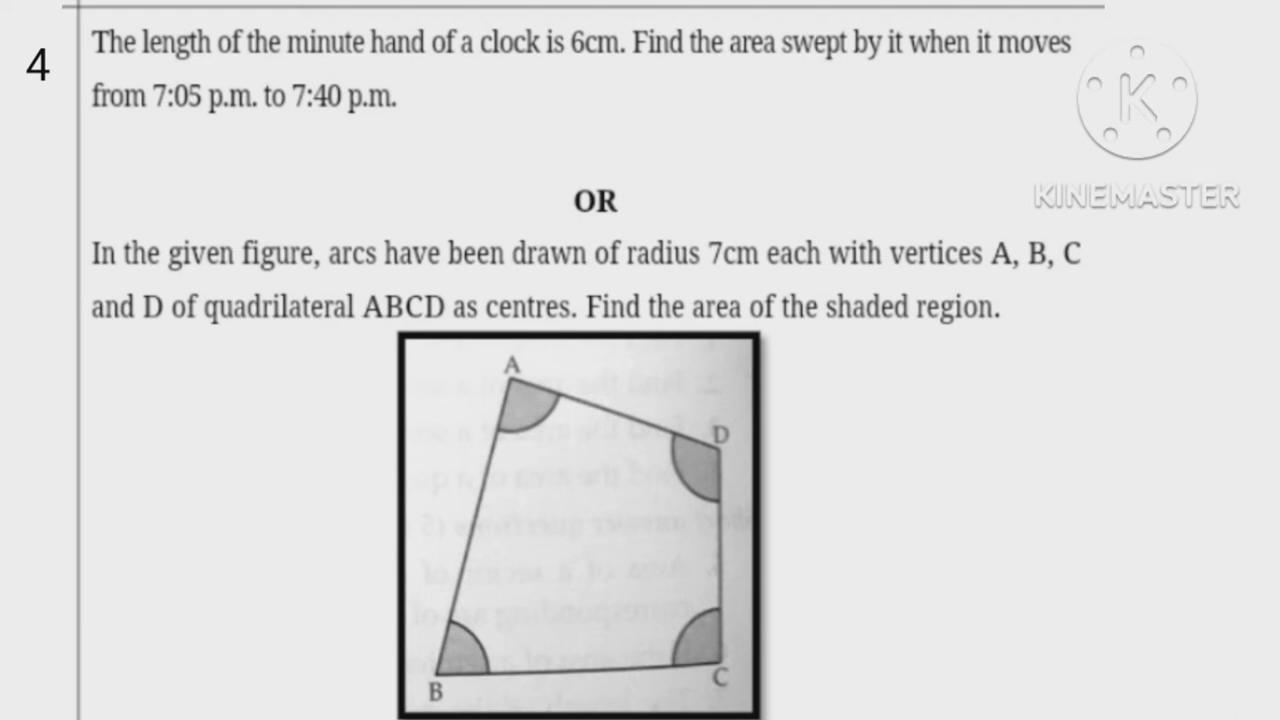 4
The length of the minute hand of a clock is 6cm. Find the area swept by it when it moves
from 7:05 p.m. to 7:40 p.m.
K
KINEMASTER
OR
In the given figure, arcs have been drawn of radius 7cm each with vertices A, B, C
and D of quadrilateral ABCD as centres. Find the area of the shaded region.
A
D
B
C